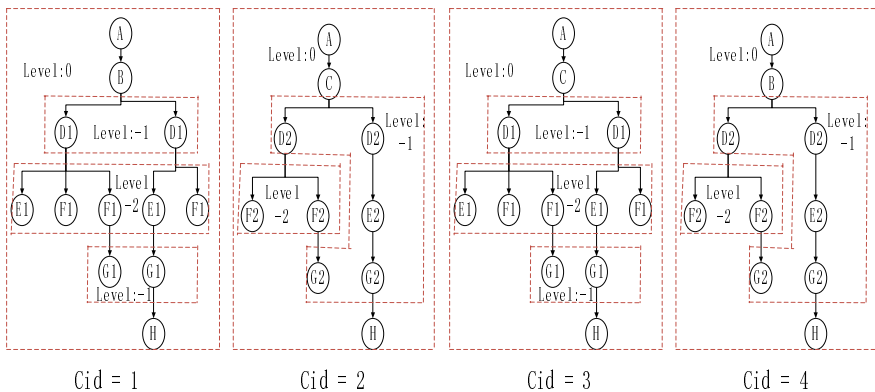 A
Level:0
B
D1
Level:-1
D1
Level
-2
E1
F1
F1
E1
F1
G1
G1
Level:-1
H
Cid = 1
A
Level:0
C
D2
D2
Level:
-1
Level
-2
F2
F2
E2
G2
G2
H
Cid = 2
A
Level:0
C
D1
Level:-1
D1
Level
-2
E1
F1
F1
E1
F1
G1
G1
Level:-1
H
Cid = 3
A
Level:0
B
D2
D2
Level:
-1
Level
-2
F2
F2
E2
G2
G2
H
Cid = 4